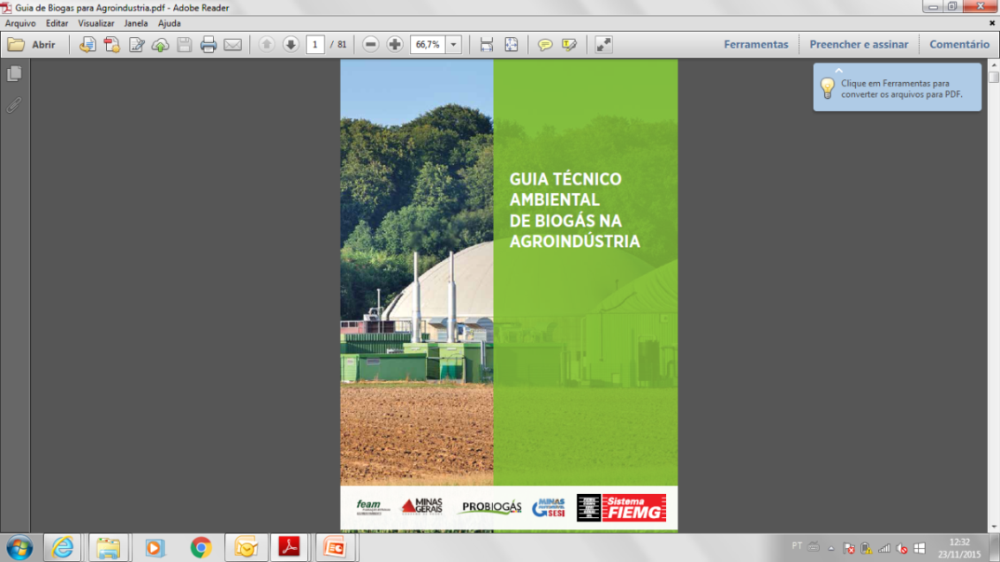 Guia de Biogas para Agroindustria.pdf - Adobe Reader
Arquivo Editar Visualizar Janela Ajuda
Abrir
1 / 81
66,7%
Ferramentas
Preencher e assinar
Comentário
Clique em Ferramentas para
converter os arquivos para PDF.
GUIA TÉCNICO
AMBIENTAL
DE BIOGÁS NA
AGROINDÚSTRIA
feam
MINAS
GERAIS
PROBIOGÁS
MINAS
SESI
Sistema
FIEMG
PT
12:32
23/11/2015